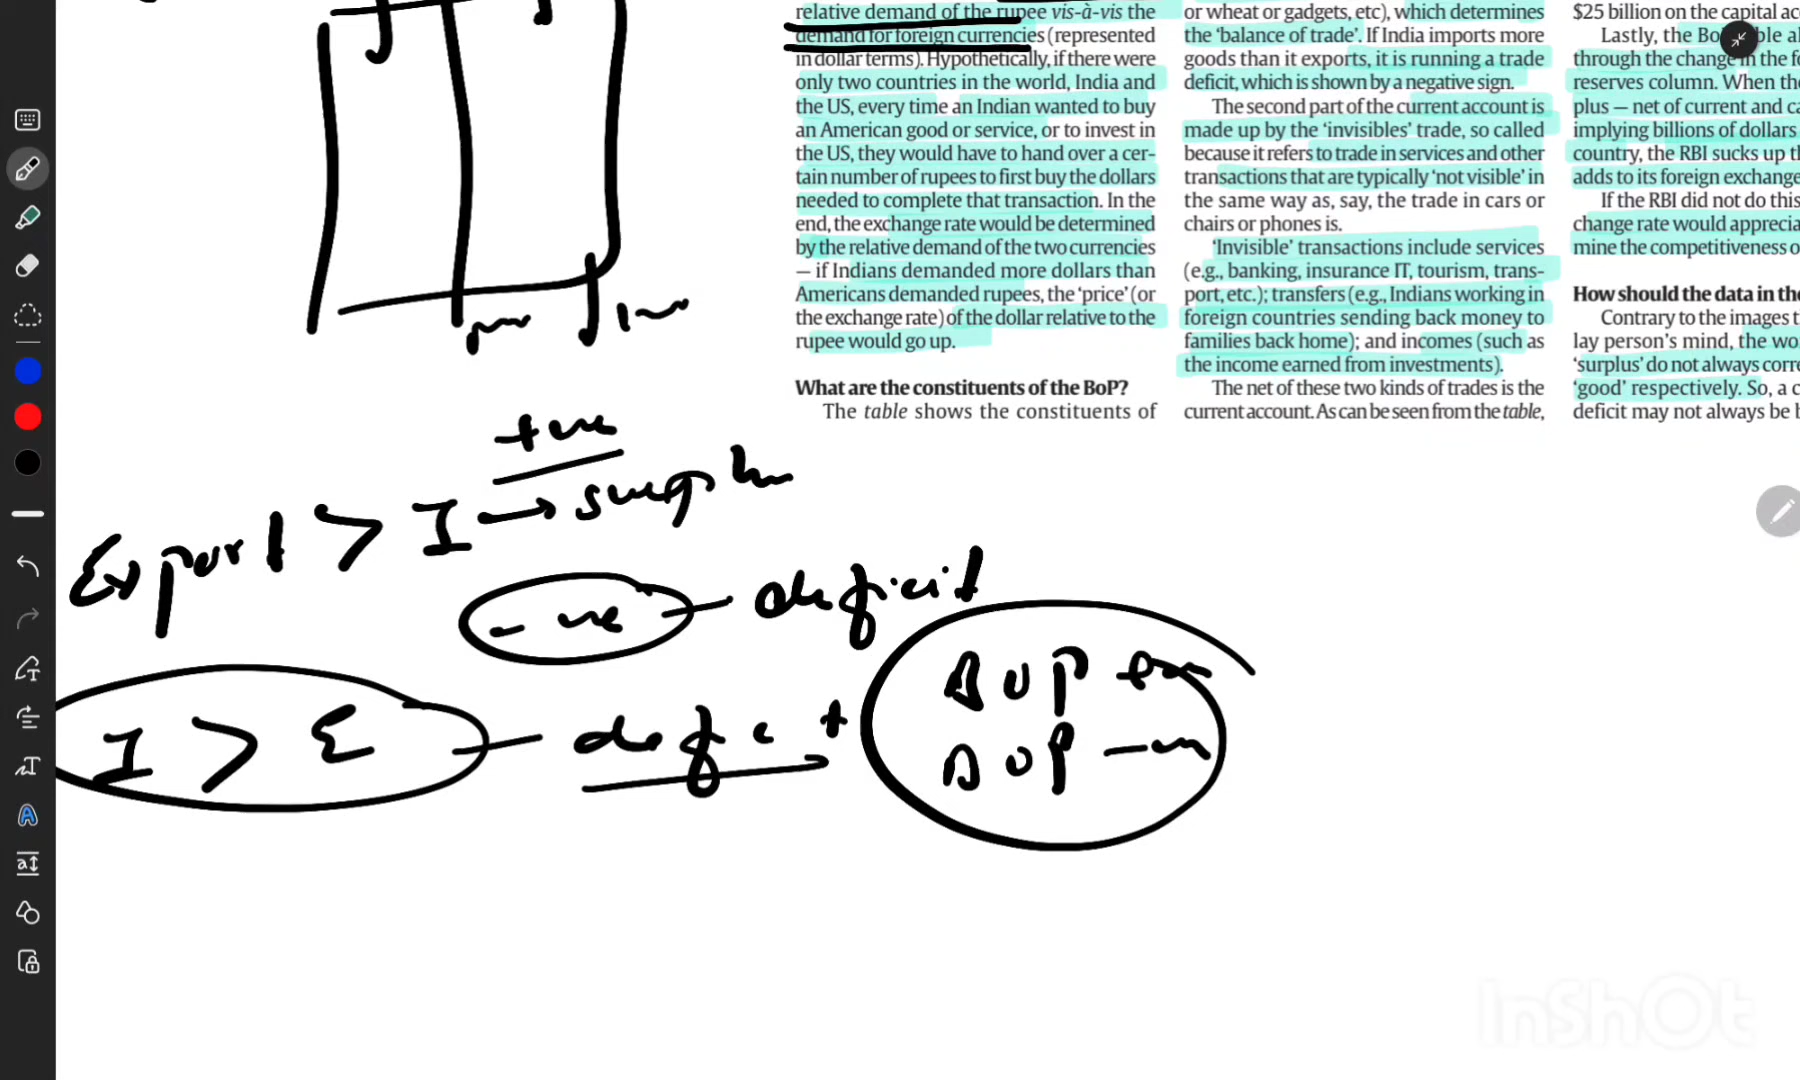 relative demand of the rupee vis-à-vis the
demand for foreign currencies (represented
in dollar terms). Hypothetically, if there were
only two countries in the world, India and
the US, every time an Indian wanted to buy
an American good or service, or to invest in
the US, they would have to hand over a cer-
tain number of rupees to first buy the dollars
needed to complete that transaction. In the
end, the exchange rate would be determined
by the relative demand of the two currencies
— if Indians demanded more dollars than
Americans demanded rupees, the 'price' (or
the exchange rate) of the dollar relative to the
rupee would go up.
What are the constituents of the BoP?
The table shows the constituents of
or wheat or gadgets, etc), which determines
the 'balance of trade'. If India imports more
goods than it exports, it is running a trade
deficit, which is shown by a negative sign.
The second part of the current account is
made up by the 'invisibles' trade, so called
because it refers to trade in services and other
transactions that are typically 'not visible' in
the same way as, say, the trade in cars or
chairs or phones is.
'Invisible' transactions include services
(e.g., banking, insurance IT, tourism, trans-
port, etc.); transfers (e.g., Indians working in
foreign countries sending back money to
families back home); and incomes (such as
the income earned from investments).
The net of these two kinds of trades is the
current account. As can be seen from the table,
$25 billion on the capital
Lastly, the
through the change in the
reserves column. When
plus — net of current and
implying billions of dollars
country, the RBI sucks up
adds to its foreign exchange
If the RBI did not do this
change rate would
mine the competitiveness
How should the data in
Contrary to the images
lay person's mind, the
'surplus' do not always
'good' respectively. So, a
deficit may not always be
+ve
Export > I → surplus
- ve — deficit
I > E — deficit
BOP +ve
BOP -ve
InShOt